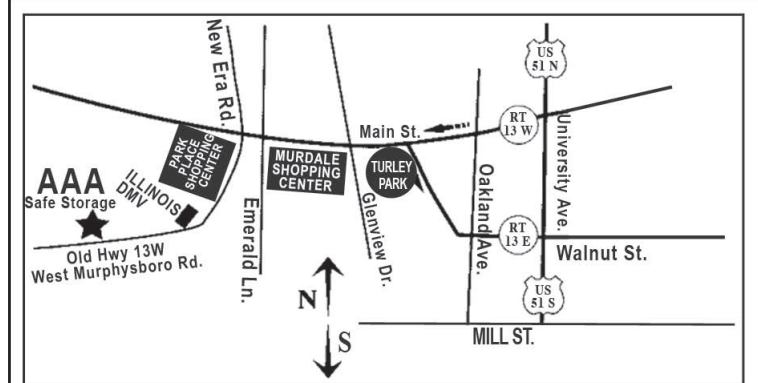 New Era Rd.
US
51 N
Main St.
RT
13 W
University Ave.
PARK
PLACE
SHOPPING
CENTER
MURDALE
SHOPPING
CENTER
TURLEY
PARK
AAA
Safe Storage
ILLINOIS
DMV
Emerald Ln.
Glenview Dr.
Oakland Ave.
RT
13 E
Walnut St.
Old Hwy 13W
West Murphysboro Rd.
US
51 S
N
S
MILL ST.